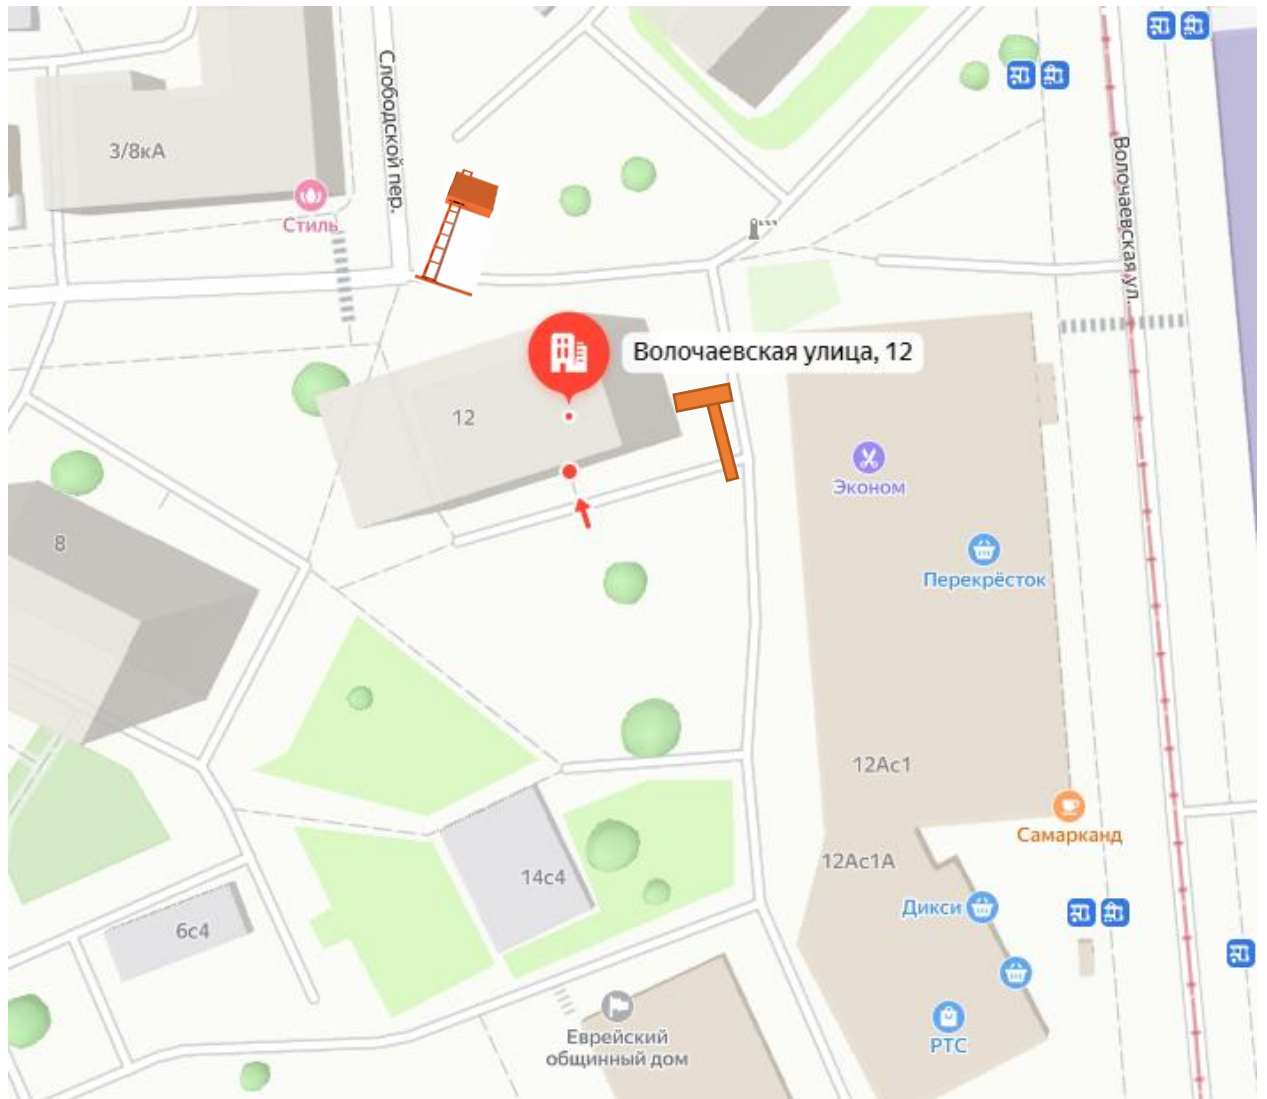 Слободской пер.
3/8кА
Стиль
Волочаевская ул.
Волочаевская улица, 12
12
Эконом
8
Перекрёсток
12Ас1
Самарканд
12Ас1А
14с4
Дикси
6с4
Еврейский
общинный дом
РТС